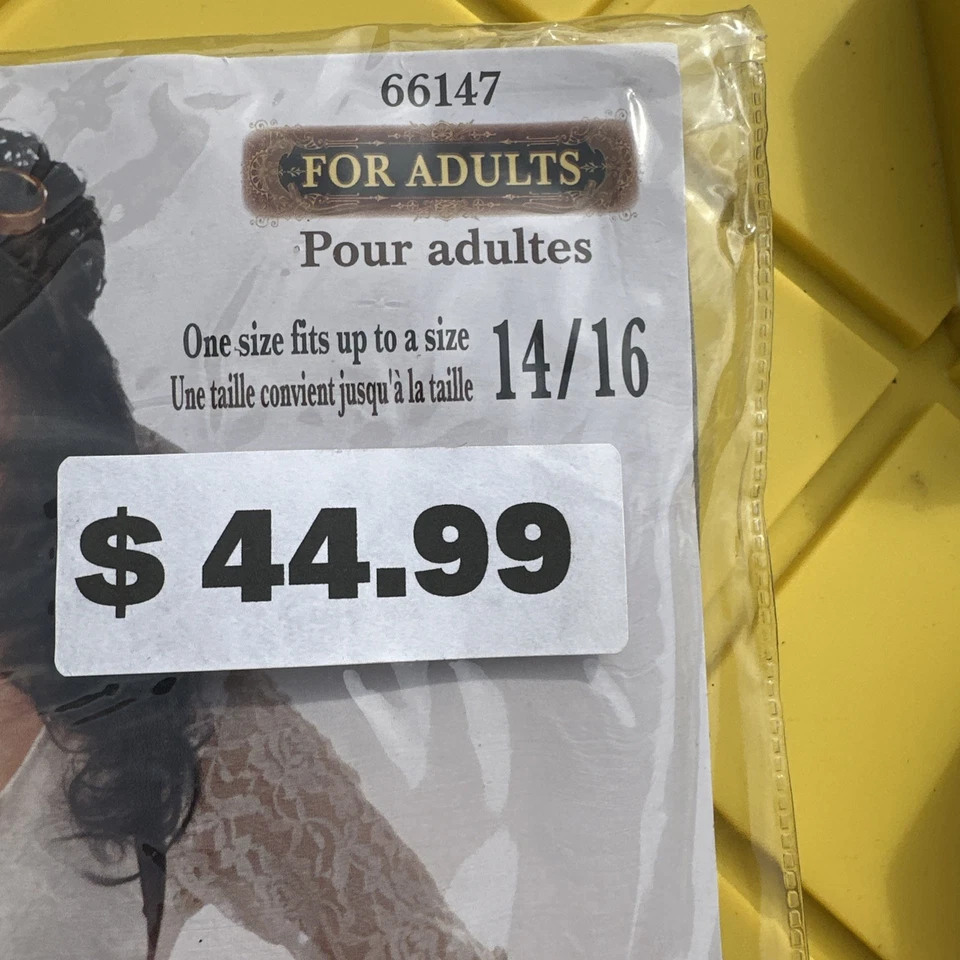 66147
FOR ADULTS
Pour adultes
One size fits up to a size 14/16
Une taille convient jusqu'à la taille
$ 44.99